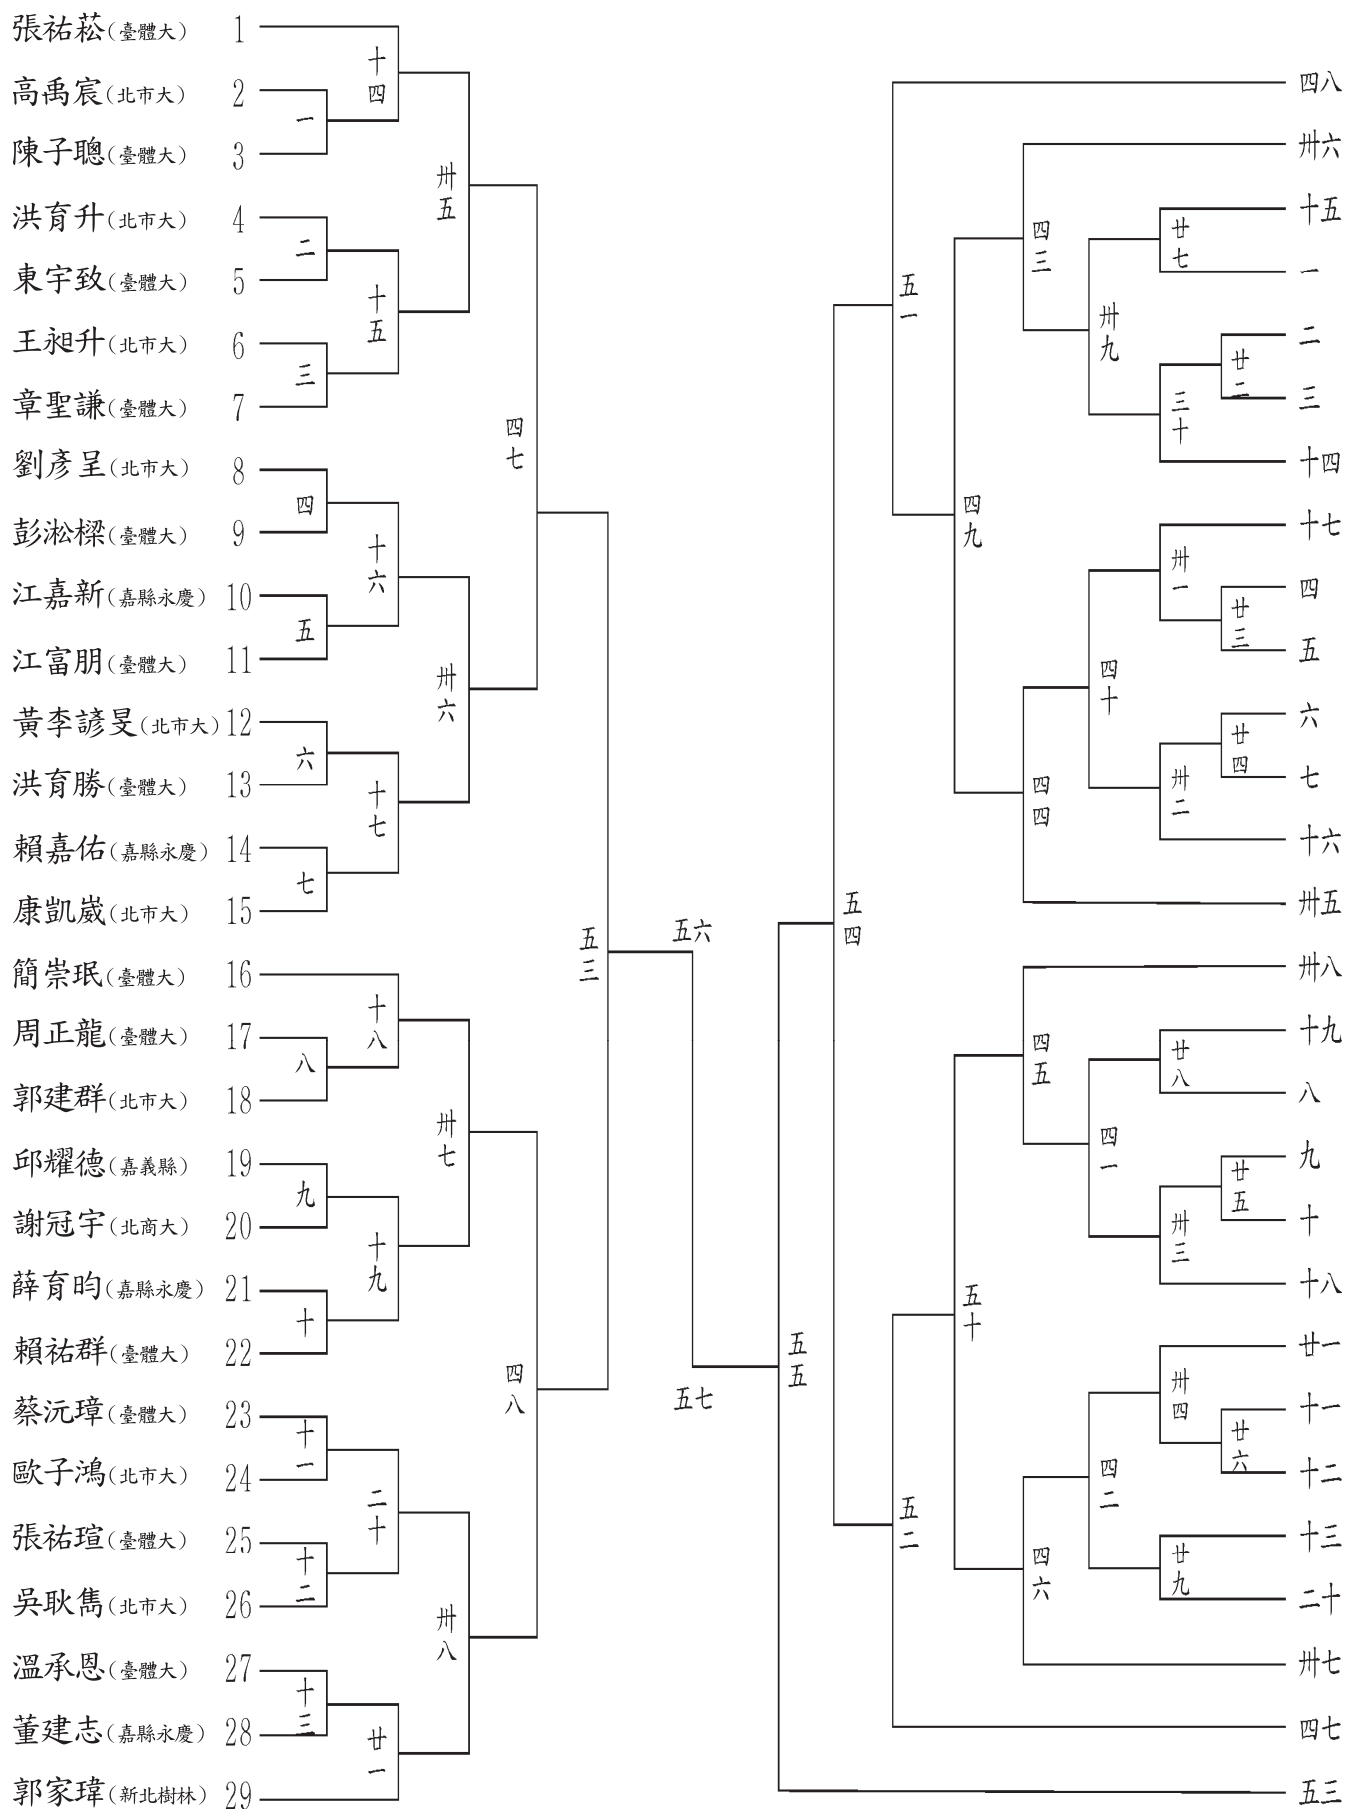 張祐菘(臺體大) 1
高禹宸(北市大) 2
陳子聰(臺體大) 3
洪育升(北市大) 4
東宇致(臺體大) 5
王昶升(北市大) 6
章聖謙(臺體大) 7
劉彥呈(北市大) 8
彭淞樑(臺體大) 9
江嘉新(嘉縣永慶) 10
江富朋(臺體大) 11
黃李諺旻(北市大) 12
洪育勝(臺體大) 13
賴嘉佑(嘉縣永慶) 14
康凱崴(北市大) 15
簡崇珉(臺體大) 16
周正龍(臺體大) 17
郭建群(北市大) 18
邱耀德(嘉義縣) 19
謝冠宇(北商大) 20
薛育昀(嘉縣永慶) 21
賴祐群(臺體大) 22
蔡沅璋(臺體大) 23
歐子鴻(北市大) 24
張祐瑄(臺體大) 25
吳耿雋(北市大) 26
溫承恩(臺體大) 27
董建志(嘉縣永慶) 28
郭家瑋(新北樹林) 29
一
二
三
四
五
六
七
八
九
十
十一
十二
十三
十四
十五
十六
十七
十八
十九
二十
廿一
卅五
卅六
卅七
卅八
四七
四八
五三
五六
五七
五五
五四
五一
五二
四九
五十
四三
四四
四五
四六
卅九
四十
四一
四二
廿七
三十
卅一
卅二
廿八
卅三
卅四
廿九
廿二
廿三
廿四
廿五
廿六
四八
卅六
十五
一
二
三
十四
十七
四
五
六
七
十六
卅五
卅八
十九
八
九
十
十八
廿一
十一
十二
十三
二十
卅七
四七
五三